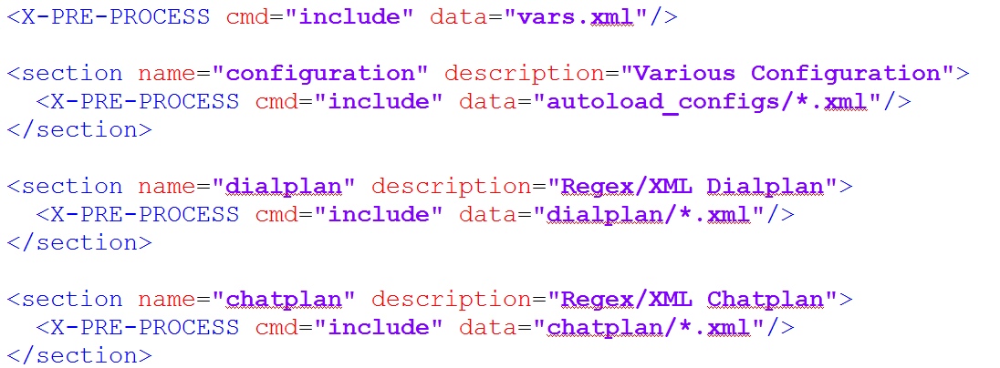 <X-PRE-PROCESS cmd="include" data="vars.xml"/>
<section name="configuration" description="Various Configuration">
<X-PRE-PROCESS cmd="include" data="autoload_configs/*.xml"/>
</section>
<section name="dialplan" description="Regex/XML Dialplan">
<X-PRE-PROCESS cmd="include" data="dialplan/*.xml"/>
</section>
<section name="chatplan" description="Regex/XML Chatplan">
<X-PRE-PROCESS cmd="include" data="chatplan/*.xml"/>
</section>